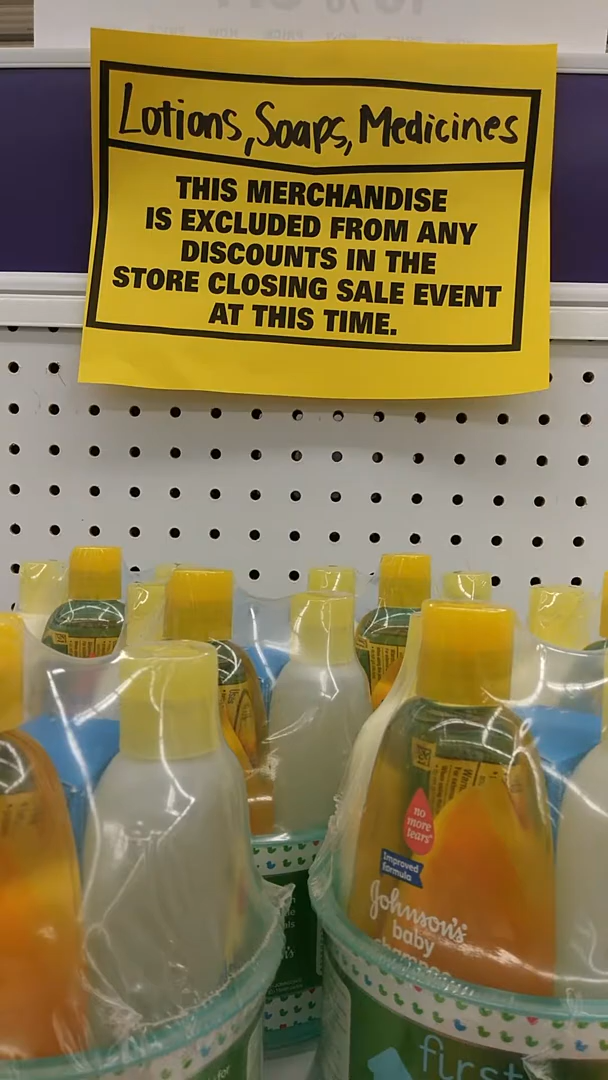 Lotions, Soaps, Medicines
THIS MERCHANDISE
IS EXCLUDED FROM ANY
DISCOUNTS IN THE
STORE CLOSING SALE EVENT
AT THIS TIME.
no
more
tears
Improved
formula
Johnson's
baby
shampoo
first